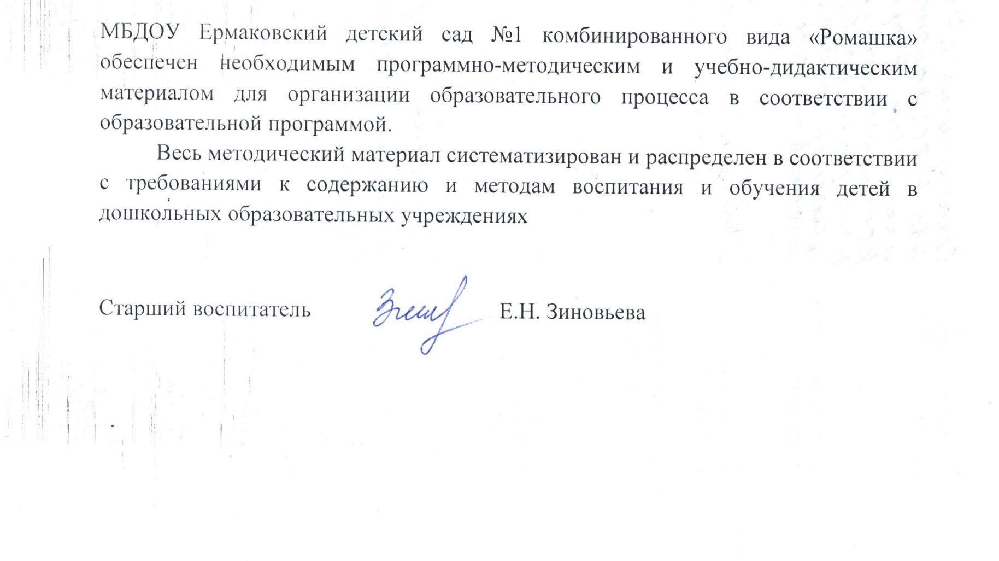 МБДОУ Ермаковский детский сад №1 комбинированного вида «Ромашка»
обеспечен необходимым программно-методическим и учебно-дидактическим
материалом для организации образовательного процесса в соответствии с
образовательной программой.
Весь методический материал систематизирован и распределен в соответствии
с требованиями к содержанию и методам воспитания и обучения детей в
дошкольных образовательных учреждениях
Старший воспитатель Е.Н. Зиновьева